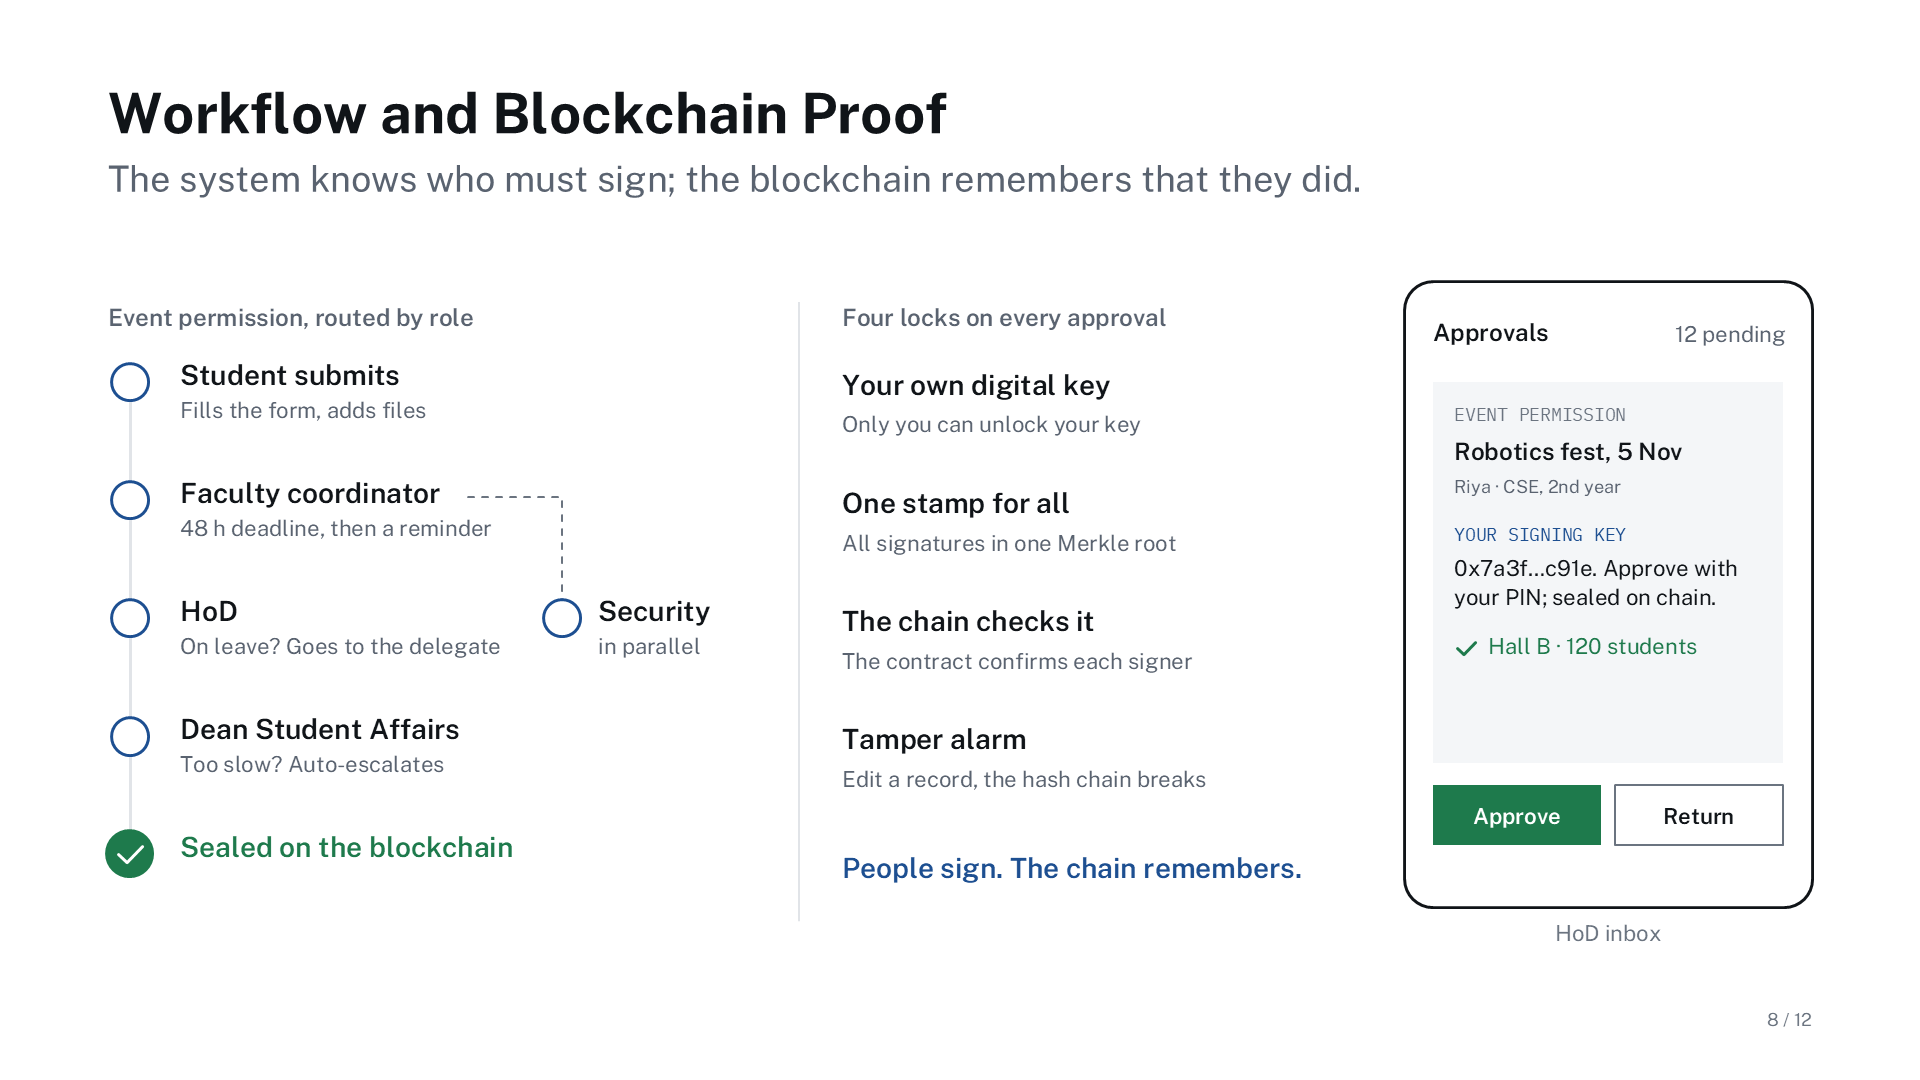 Workflow and Blockchain Proof
The system knows who must sign; the blockchain remembers that they did.
Event permission, routed by role
Student submits
Fills the form, adds files
Faculty coordinator
48 h deadline, then a reminder
HoD
On leave? Goes to the delegate
Security
in parallel
Dean Student Affairs
Too slow? Auto-escalates
Sealed on the blockchain
Four locks on every approval
Your own digital key
Only you can unlock your key
One stamp for all
All signatures in one Merkle root
The chain checks it
The contract confirms each signer
Tamper alarm
Edit a record, the hash chain breaks
People sign. The chain remembers.
Approvals
12 pending
EVENT PERMISSION
Robotics fest, 5 Nov
Riya · CSE, 2nd year
YOUR SIGNING KEY
0x7a3f…c91e. Approve with
your PIN; sealed on chain.
Hall B · 120 students
Approve
Return
HoD inbox
8 / 12